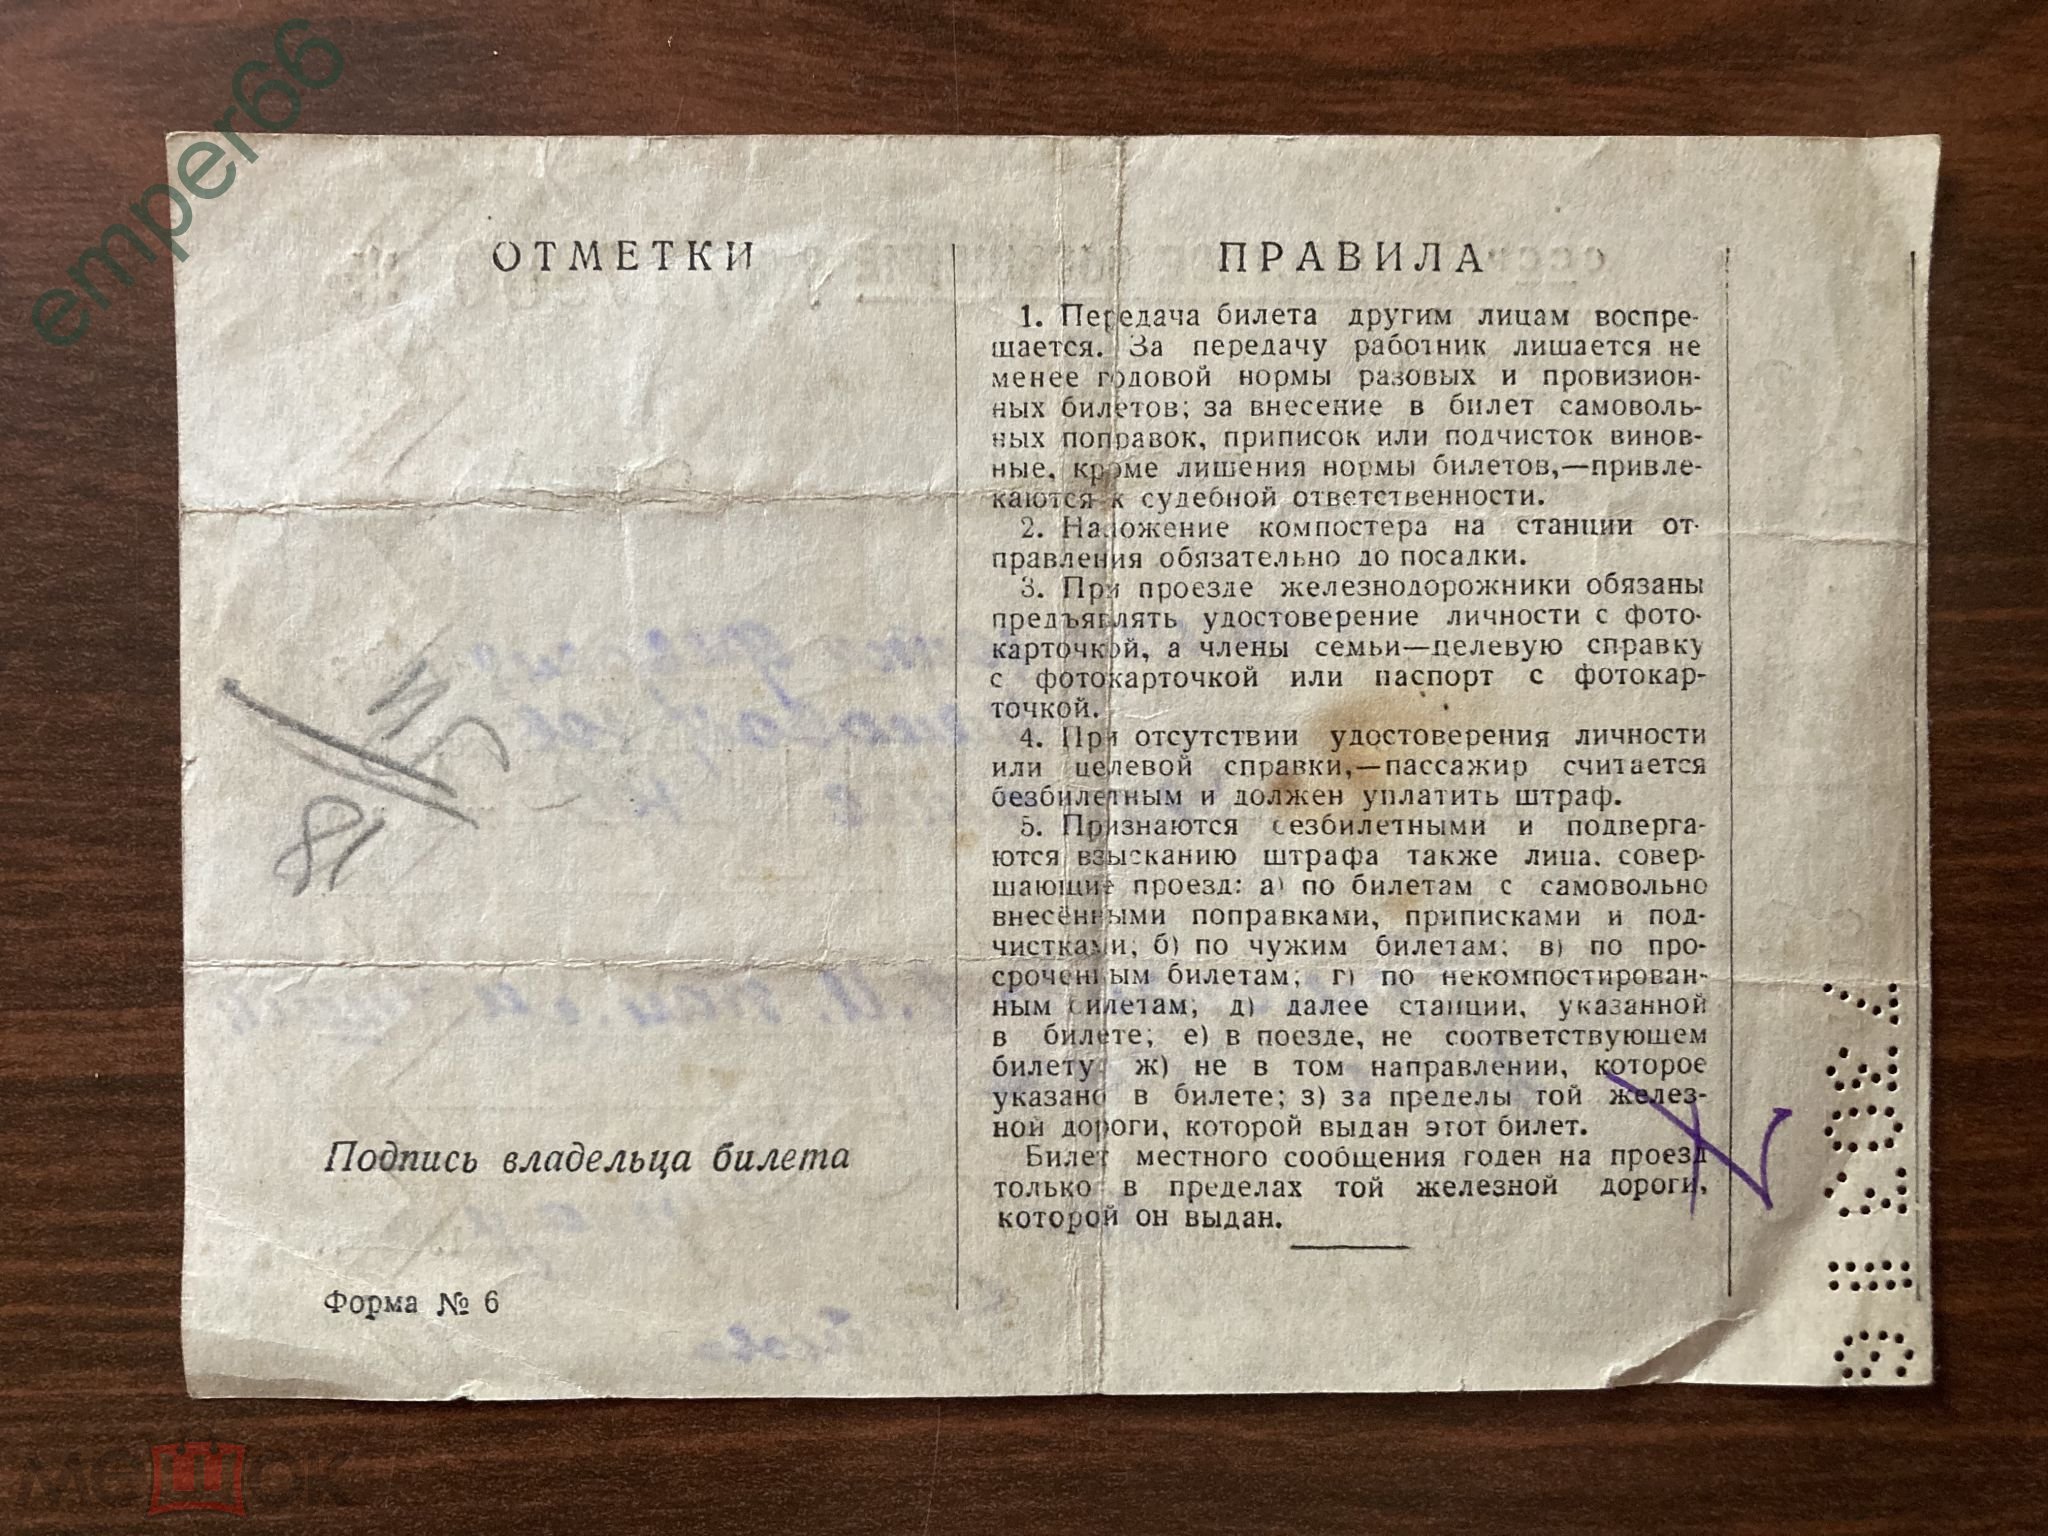 emper66
ОТМЕТКИ
Подпись владельца билета
Форма № 6
ПРАВИЛА
1. Передача билета другим лицам воспре-
щается. За передачу работник лишается не
менее годовой нормы разовых и провизион-
ных билетов; за внесение в билет самоволь-
ных поправок, приписок или подчисток винов-
ные, кроме лишения нормы билетов,—привле-
каются к судебной ответственности.
2. Наложение компостера на станции от-
правления обязательно до посадки.
3. При проезде железнодорожники обязаны
предъявлять удостоверение личности с фото-
карточкой, а члены семьи—целевую справку
с фотокарточкой или паспорт с фотокар-
точкой.
4. При отсутствии удостоверения личности
или целевой справки,—пассажир считается
безбилетным и должен уплатить штраф.
5. Признаются безбилетными и подверга-
ются взысканию штрафа также лица, совер-
шающие проезд: а) по билетам с самовольно
внесёнными поправками, приписками и под-
чистками; б) по чужим билетам; в) по про-
сроченным билетам; г) по некомпостирован-
ным билетам; д) далее станции, указанной
в билете; е) в поезде, не соответствующем
билету; ж) не в том направлении, которое
указано в билете; з) за пределы той желез-
ной дороги, которой выдан этот билет.
Билет местного сообщения годен на проезд
только в пределах той железной дороги,
которой он выдан.
мешок